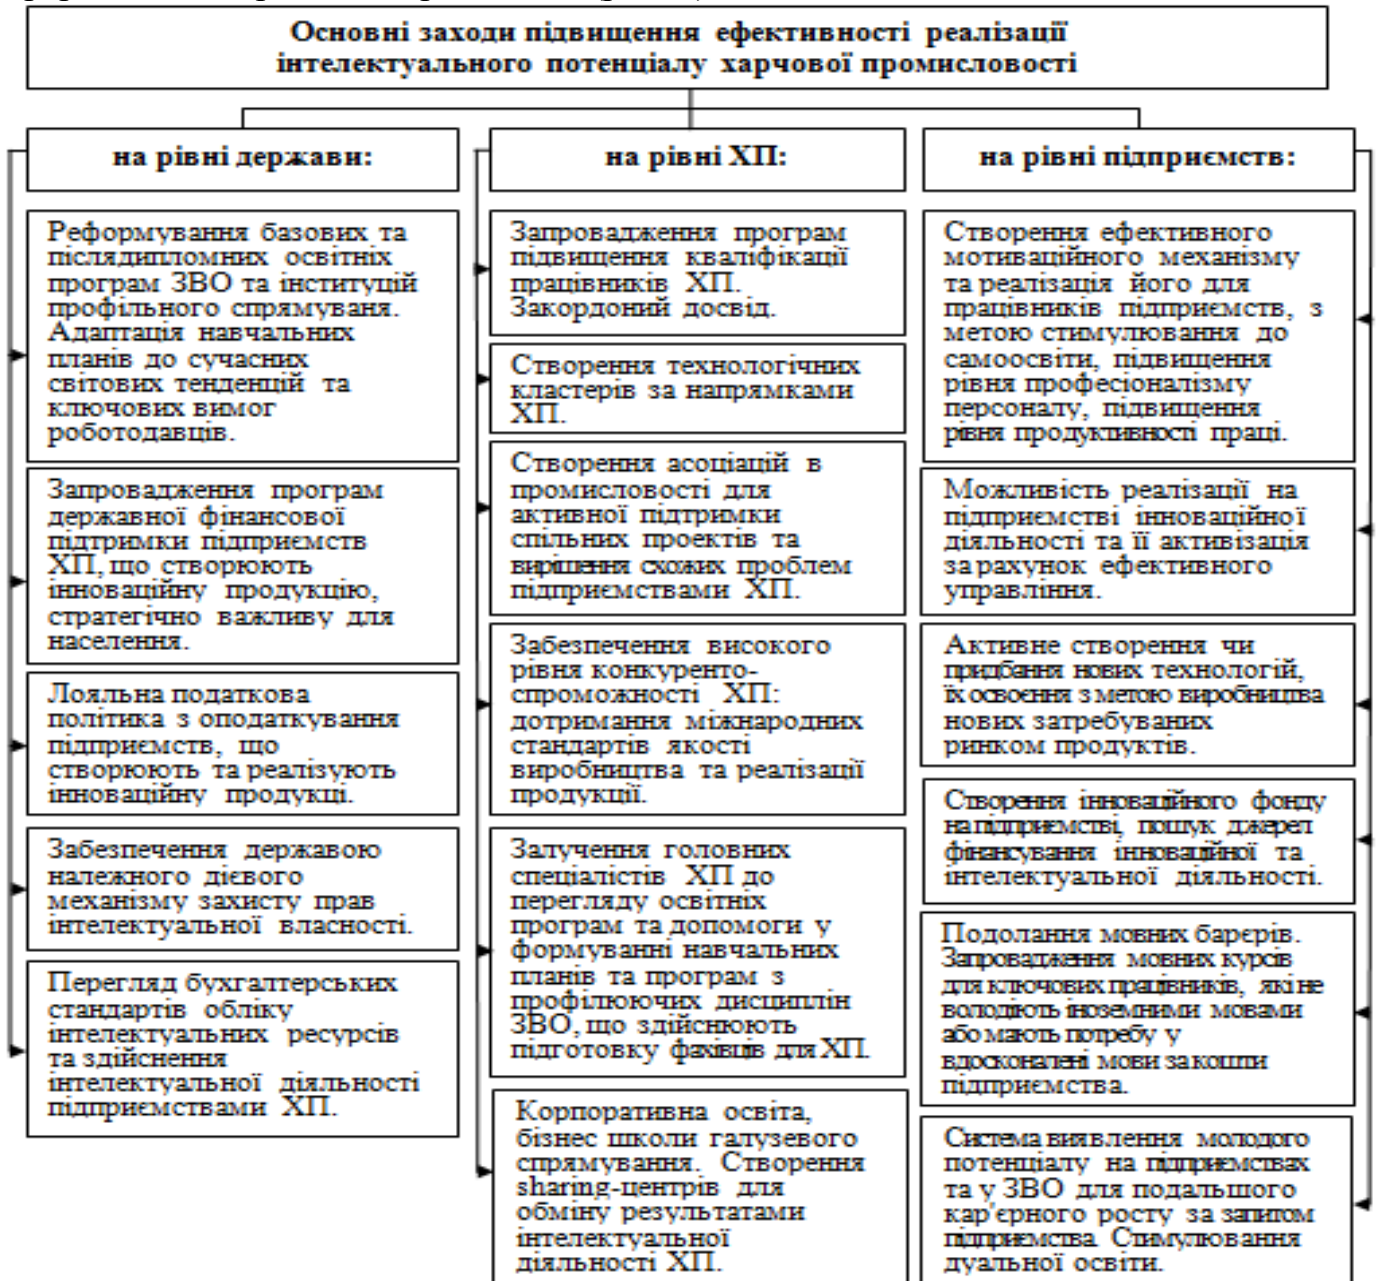 Основні заходи підвищення ефективності реалізації
інтелектуального потенціалу харчової промисловості
на рівні держави:
Реформування базових та
післядипломних освітніх
програм ЗВО та інституцій
профільного спрямуваня.
Адаптація навчальних
планів до сучасних
світових тенденцій та
ключових вимог
роботодавців.
Запровадження програм
державної фінансової
підтримки підприємств
ХП, що створюють
інноваційну продукцію,
стратегічно важливу для
населення.
Лояльна податкова
політика з оподаткування
підприємств, що
створюють та реалізують
інноваційну продукці.
Забезпечення державою
належного дієвого
механізму захисту прав
інтелектуальної власності.
Перегляд бухгалтерських
стандартів обліку
інтелектуальних ресурсів
та здійснення
інтелектуальної діяльності
підприємствами ХП.
на рівні ХП:
Запровадження програм
підвищення кваліфікації
працівників ХП.
Закордоний досвід.
Створення технологічних
кластерів за напрямками
ХП.
Створення асоціацій в
промисловості для
активної підтримки
спільних проектів та
вирішення схожих проблем
підприємствами ХП.
Забезпечення високого
рівня конкуренто-
спроможності ХП:
дотримання міжнародних
стандартів якості
виробництва та реалізації
продукції.
Залучення головних
спеціалістів ХП до
перегляду освітніх
програм та допомоги у
формуванні навчальних
планів та програм з
профілюючих дисциплін
ЗВО, що здійснюють
підготовку фахівців для ХП.
Корпоративна освіта,
бізнес школи галузевого
спрямування. Створення
sharing-центрів для
обміну результатами
інтелектуальної
діяльності ХП.
на рівні підприємств:
Створення ефективного
мотиваційного механізму
та реалізація його для
працівників підприємств, з
метою стимулювання до
самоосвіти, підвищення
рівня професіоналізму
персоналу, підвищення
рівня продуктивності праці.
Можливість реалізації на
підприємстві інноваційної
діяльності та її активізація
за рахунок ефективного
управління.
Активне створення чи
придбання нових технологій,
їх освоєння з метою виробництва
нових затребуваних
ринком продуктів.
Створення інноваційного фонду
на підприємстві, пошук джерел
фінансування інноваційної та
інтелектуальної діяльності.
Подолання мовних барєрів.
Запровадження мовних курсів
для ключових працівників, які не
володіють іноземними мовами
або мають потребу у
вдосконалені мови за кошти
підприємства.
Система виявлення молодого
потенціалу на підприємствах
та у ЗВО для подальшого
кар'єрного росту за запитом
підприємства. Стимулювання
дуальної освіти.